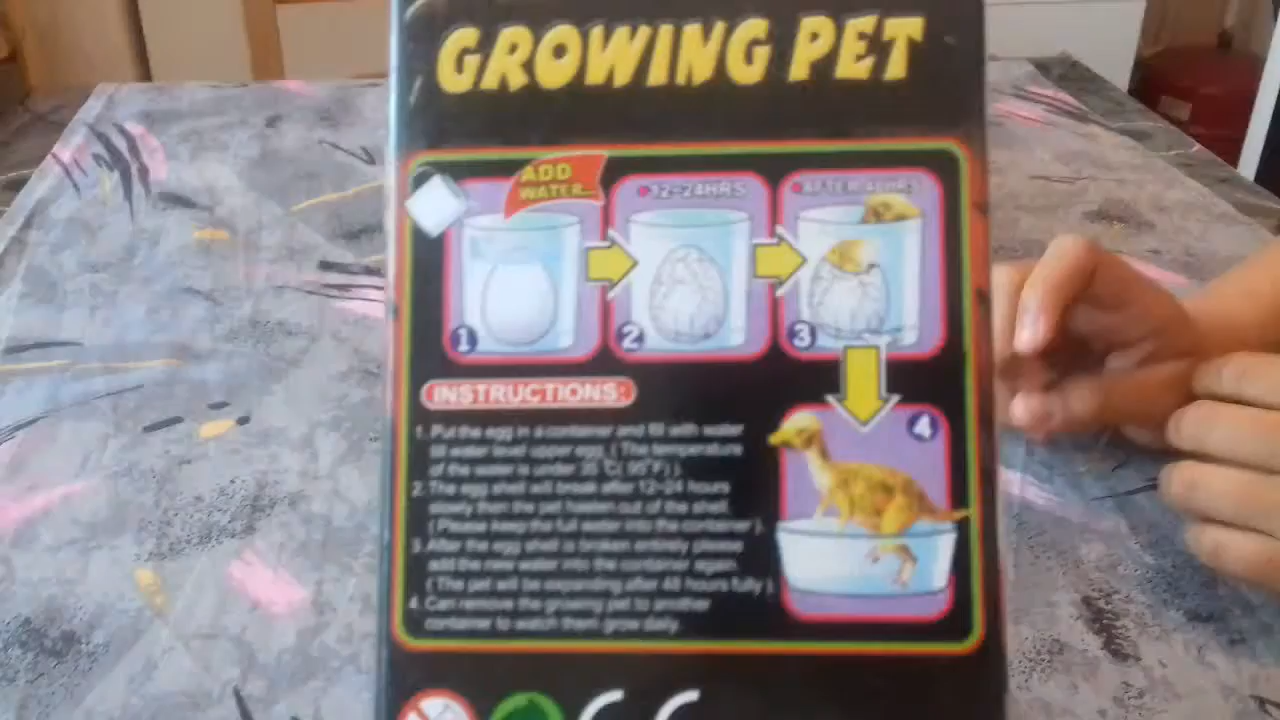 GROWING PET
ADD
WATER...
12-24HRS
AFTER 48HRS
1
2
3
4
INSTRUCTIONS:
1. Put the egg in a container and fill with water
till water level upper egg. ( The temperature
of the water is under 35°C( 95°F) ).
2. The egg shell will break after 12~24 hours
slowly then the pet out of the shell.
( Please keep the full water into the container ).
3. After the egg shell is broken entirely please
add the new water into the container again.
( The pet will be expanding after 48 hours fully ).
4. Can remove the growing pet to another
container to watch them grow daily.